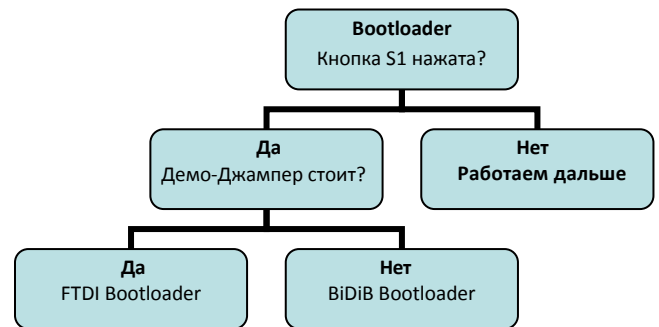 Bootloader
Кнопка S1 нажата?
Да
Демо-Джампер стоит?
Нет
Работаем дальше
Да
FTDI Bootloader
Нет
BiDiB Bootloader